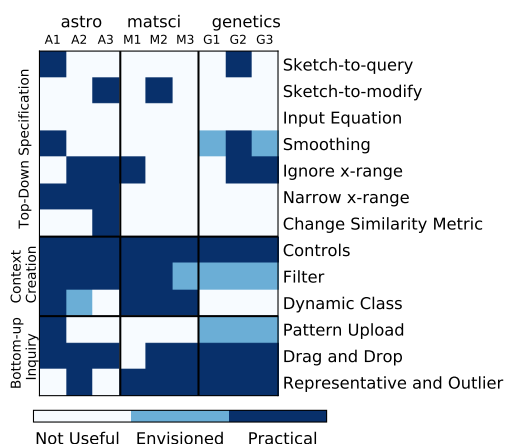 astro matsci genetics
A1 A2 A3 M1 M2 M3 G1 G2 G3
Top-Down Specification
Sketch-to-query
Sketch-to-modify
Input Equation
Smoothing
Ignore x-range
Narrow x-range
Change Similarity Metric
Context
Creation
Controls
Filter
Dynamic Class
Bottom-up
Inquiry
Pattern Upload
Drag and Drop
Representative and Outlier
Not Useful Envisioned Practical